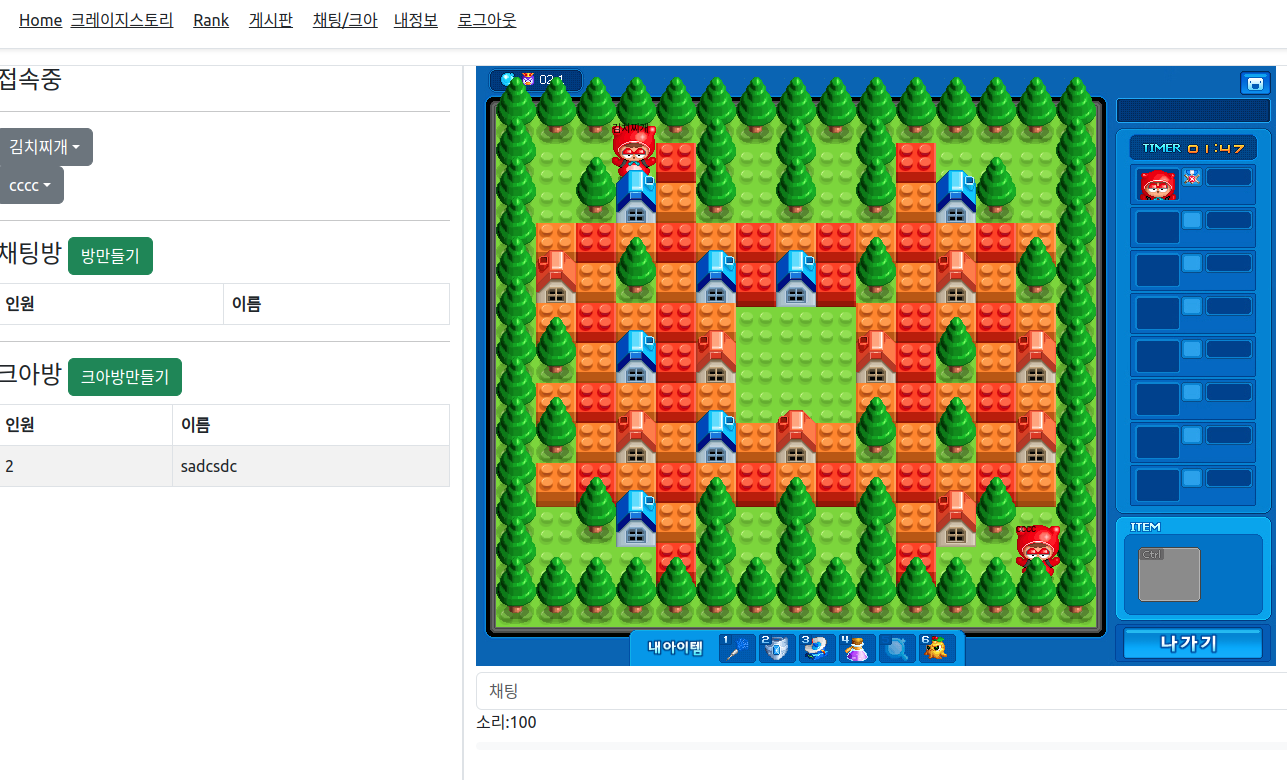 Home 크레이지스토리 Rank 게시판 채팅/크아 내정보 로그아웃
접속중
김치찌개
cccc
채팅방 방만들기
인원 이름
크아방 크아방만들기
인원 이름
2 sadcsdc
김치찌개
TIMER 01:47
ITEM
Ctrl
내아이템 1 2 3 4 6
나가기
채팅
소리:100